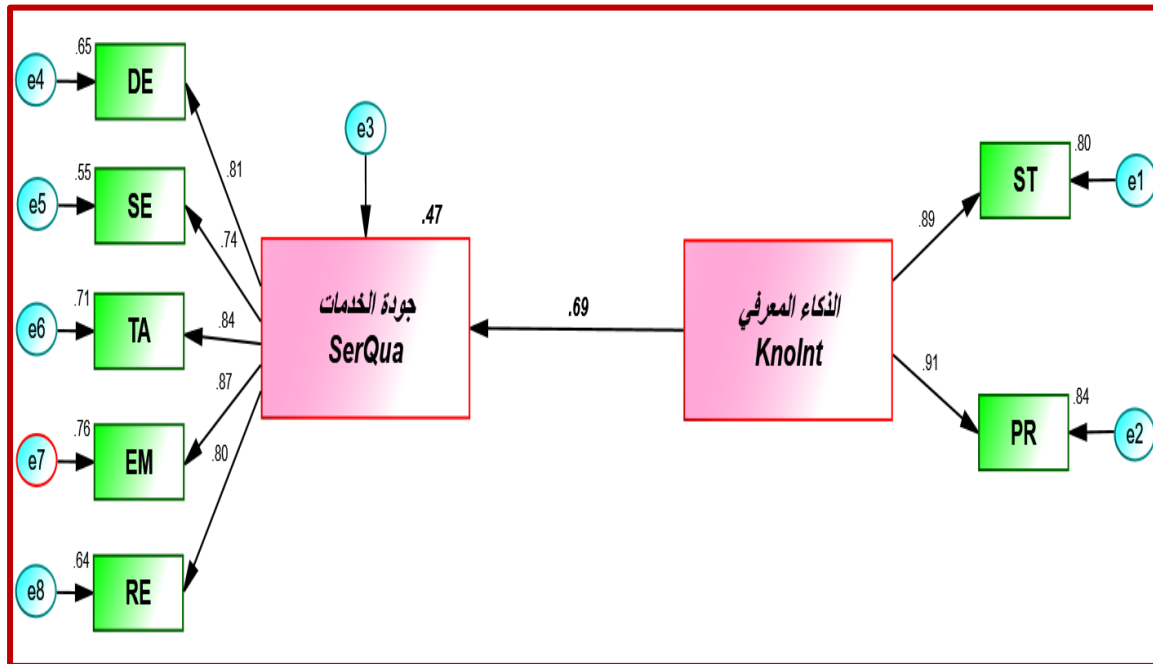 .65
e4
DE
.81
.55
e5
SE
.74
.71
e6
TA
.84
.87
.76
e7
EM
.80
.64
e8
RE
e3
.47
جودة الخدمات
SerQua
.69
الذكاء المعرفي
KnoInt
.89
.80
ST
e1
.91
.84
PR
e2